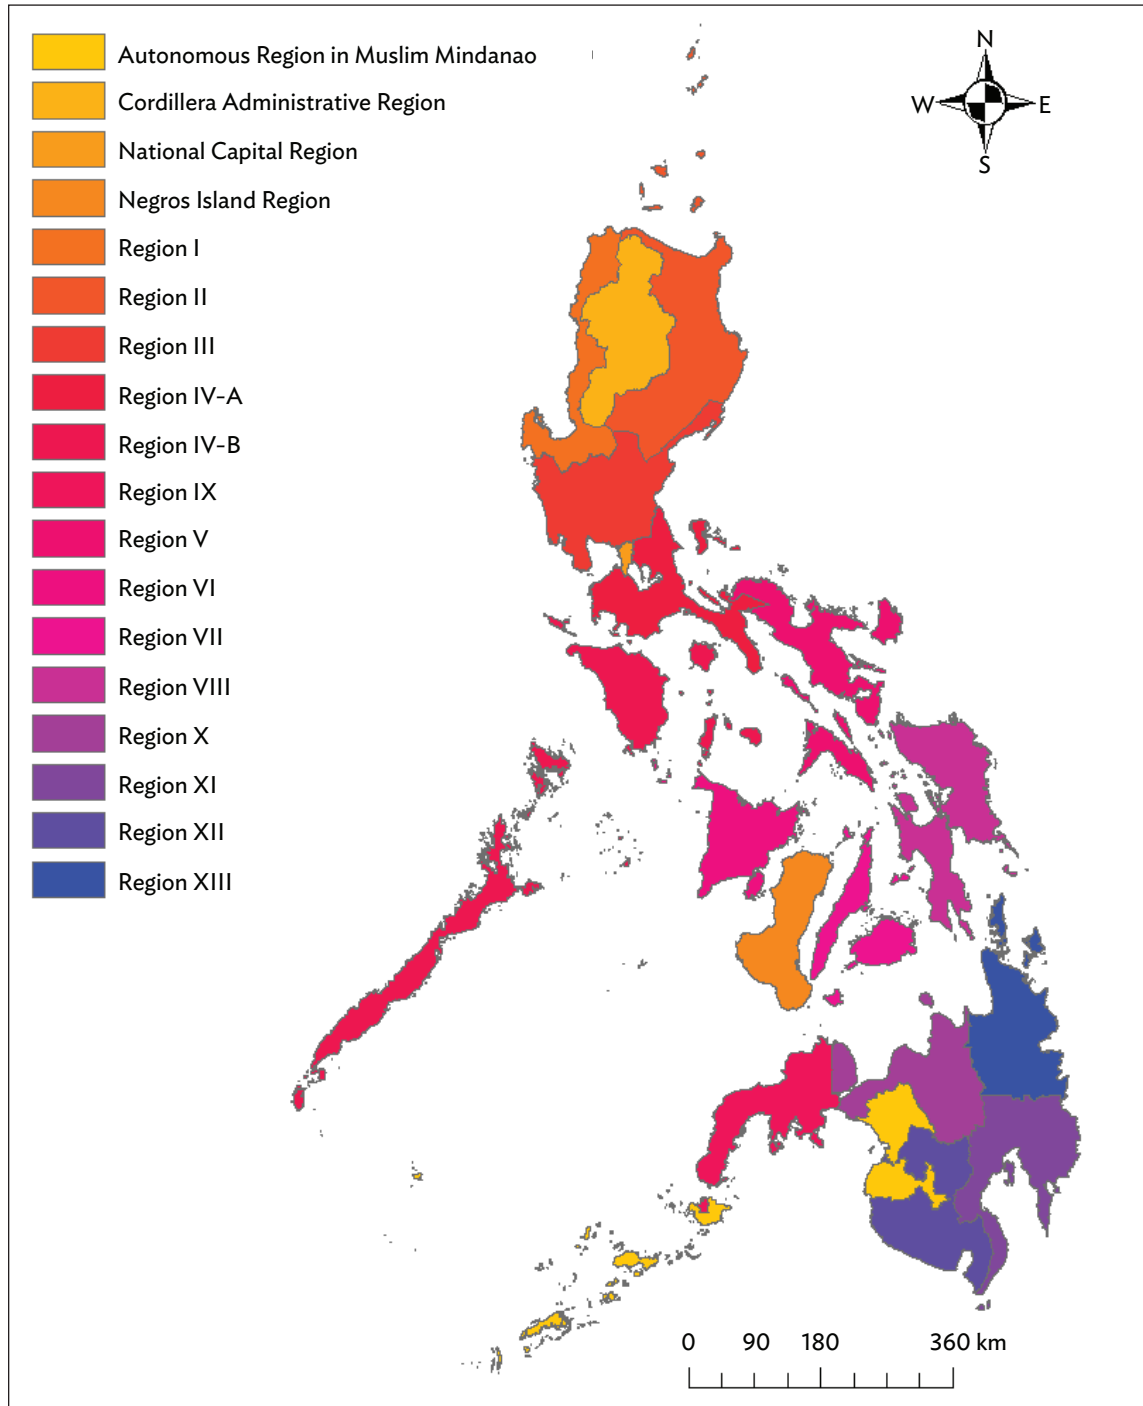 Autonomous Region in Muslim Mindanao
Cordillera Administrative Region
National Capital Region
Negros Island Region
Region I
Region II
Region III
Region IV-A
Region IV-B
Region IX
Region V
Region VI
Region VII
Region VIII
Region X
Region XI
Region XII
Region XIII
N
W E
S
0 90 180 360 km